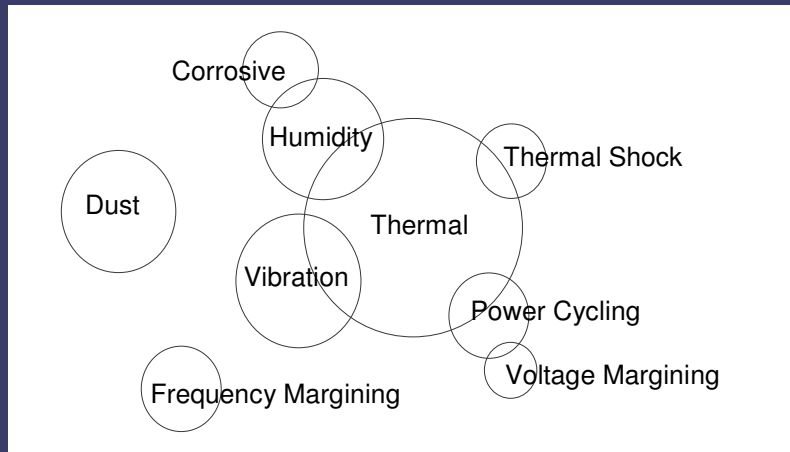 Corrosive
Humidity
Thermal Shock
Dust
Thermal
Vibration
Power Cycling
Voltage Margining
Frequency Margining